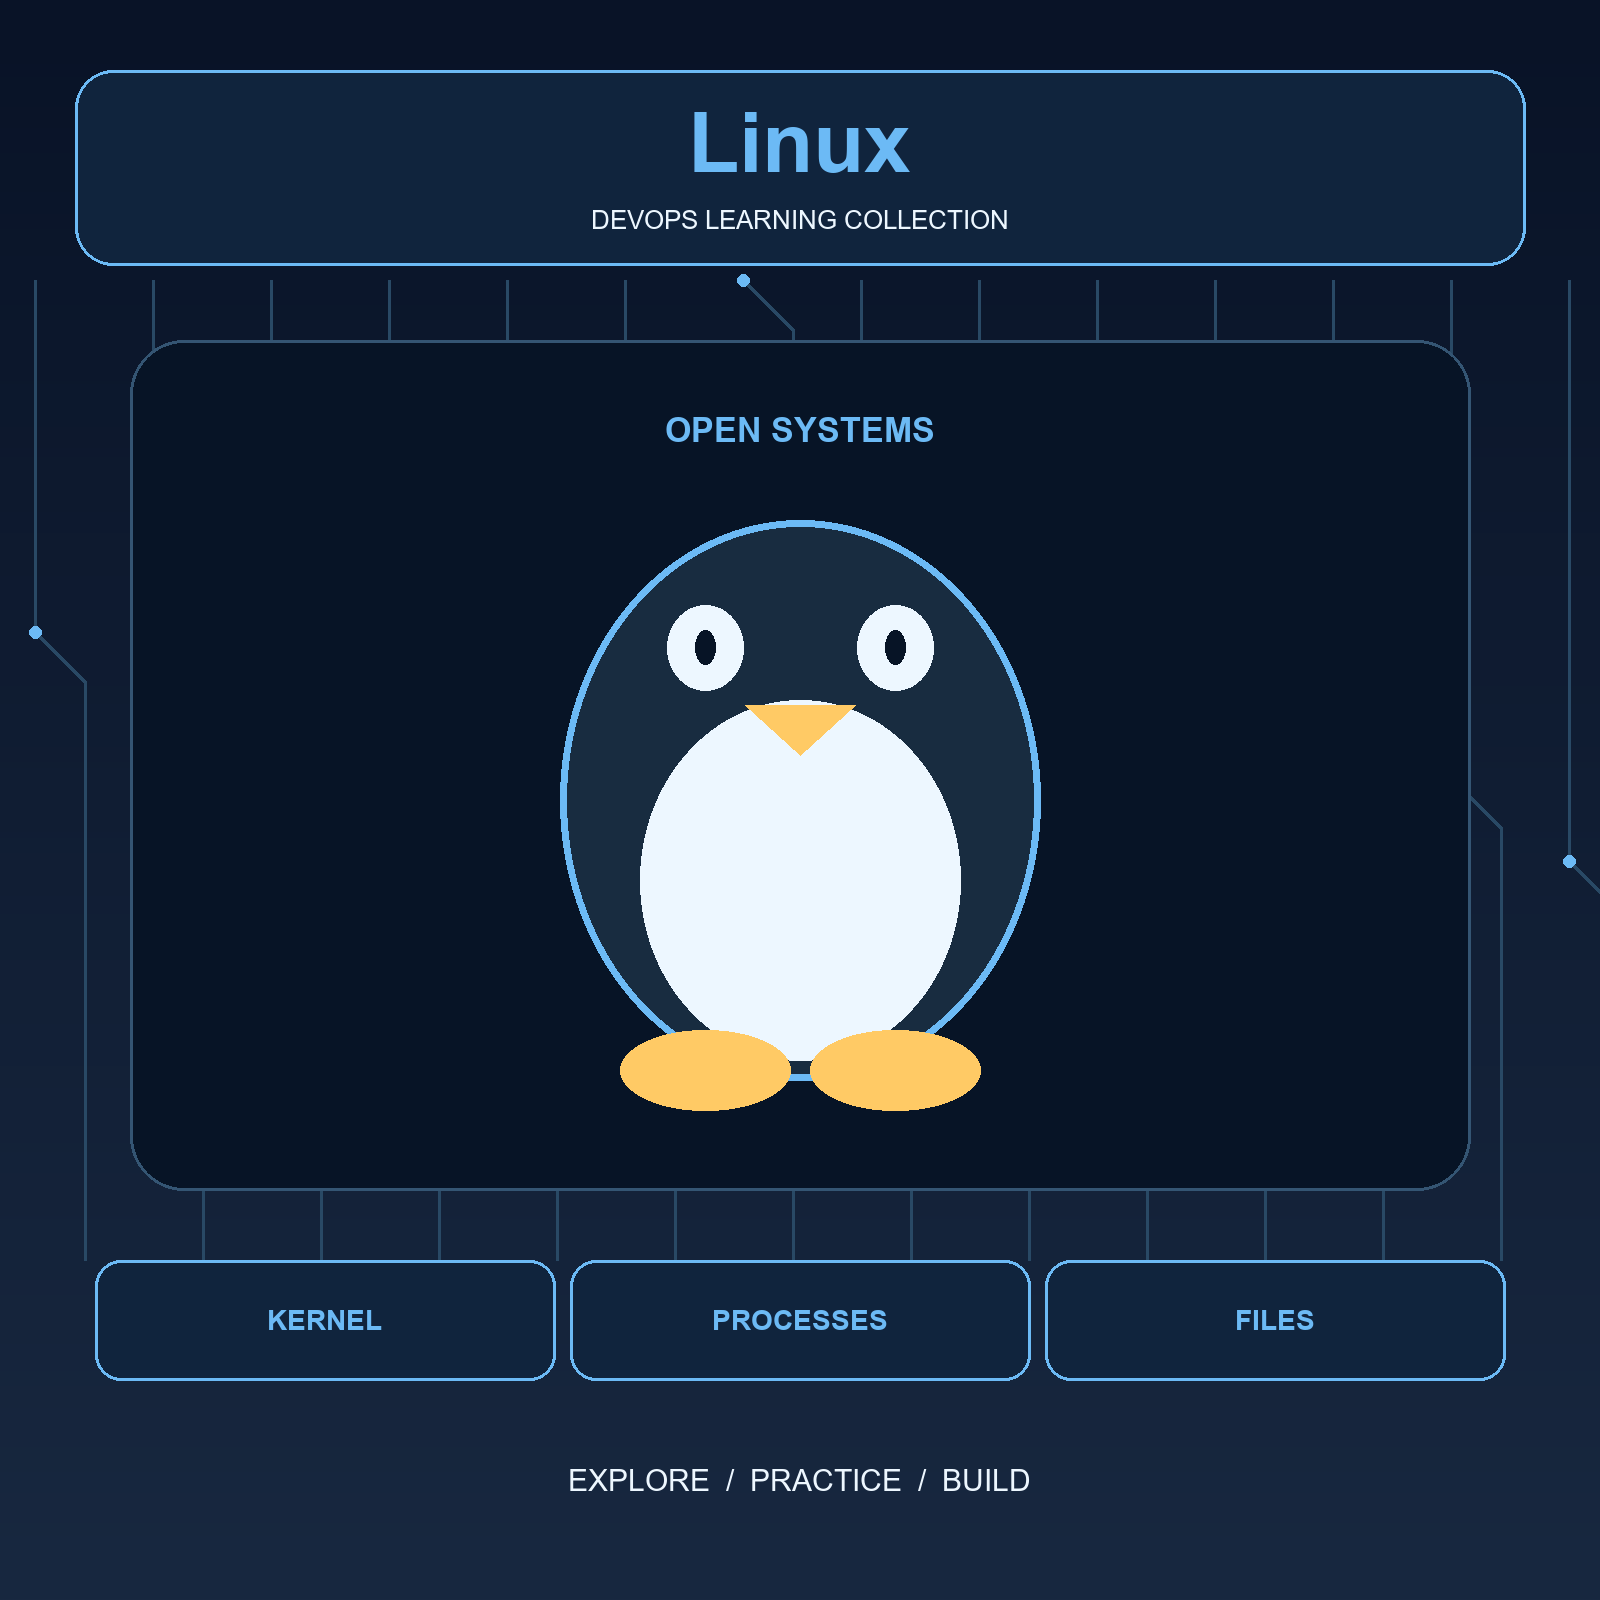 Linux
DEVOPS LEARNING COLLECTION
OPEN SYSTEMS
KERNEL
PROCESSES
FILES
EXPLORE / PRACTICE / BUILD